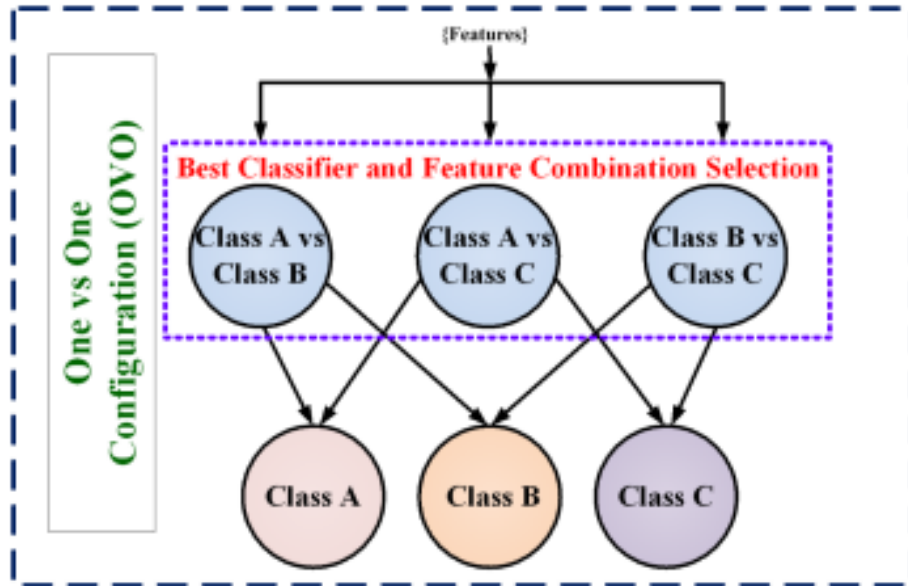 {Features}
One vs One
Configuration (OVO)
Best Classifier and Feature Combination Selection
Class A vs
Class B
Class A vs
Class C
Class B vs
Class C
Class A
Class B
Class C